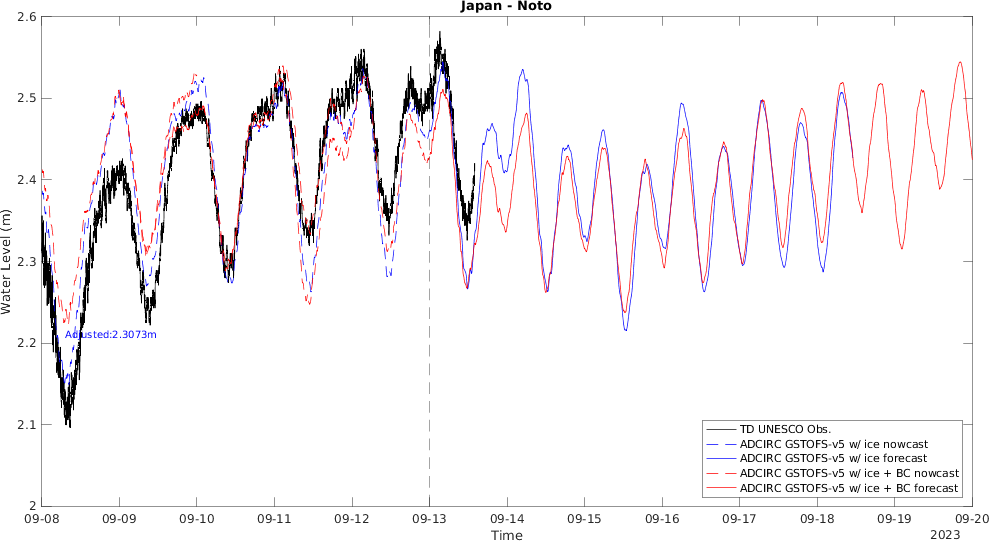 Japan - Noto
2.6
2.5
2.4
2.3
2.2
2.1
2
Water Level (m)
Adjusted:2.3073m
TD UNESCO Obs.
ADCIRC GSTOFS-v5 w/ ice nowcast
ADCIRC GSTOFS-v5 w/ ice forecast
ADCIRC GSTOFS-v5 w/ ice + BC nowcast
ADCIRC GSTOFS-v5 w/ ice + BC forecast
09-08 09-09 09-10 09-11 09-12 09-13 09-14 09-15 09-16 09-17 09-18 09-19 09-20
Time
2023